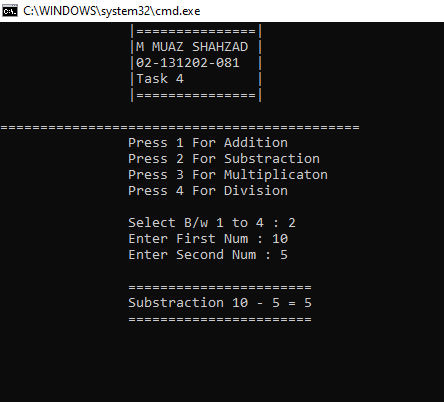 C:\WINDOWS\system32\cmd.exe
|===============|
|M MUAZ SHAHZAD |
|02-131202-081  |
|Task 4         |
|===============|
=============================================
Press 1 For Addition
Press 2 For Substraction
Press 3 For Multiplicaton
Press 4 For Division
Select B/w 1 to 4 : 2
Enter First Num : 10
Enter Second Num : 5
=======================
Substraction 10 - 5 = 5
=======================